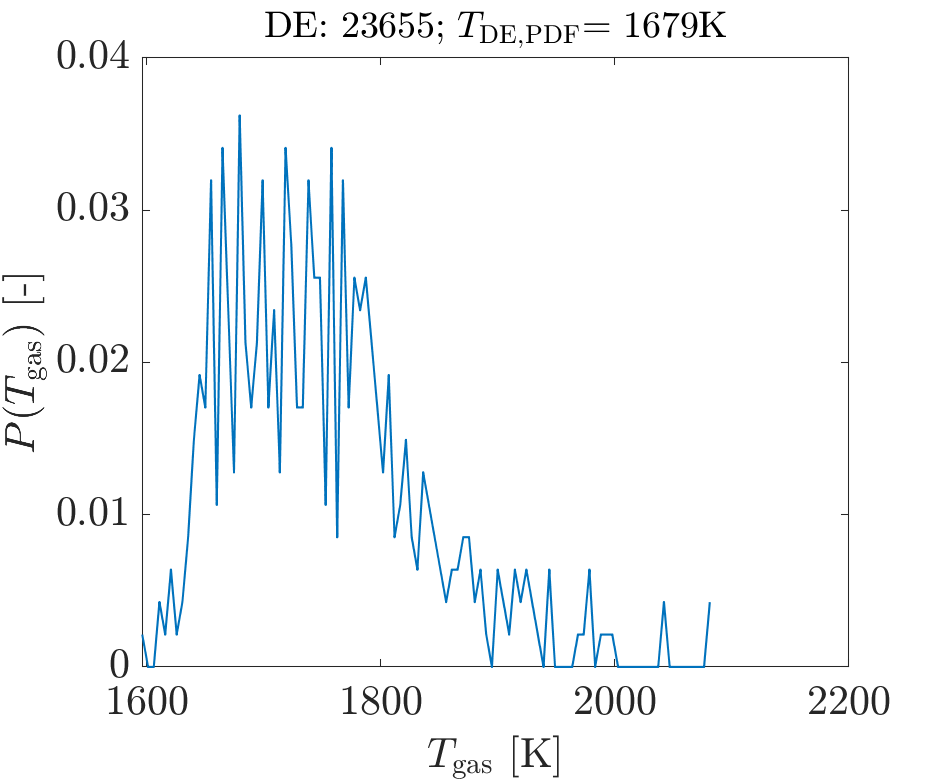 DE: 23655; T_DE,PDF= 1679K
0.04
0.03
0.02
0.01
0
P(T_gas) [-]
1600 1800 2000 2200
T_gas [K]